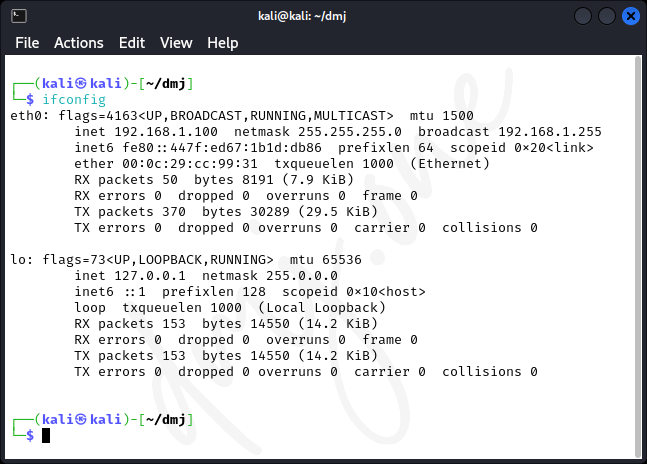 kali@kali: ~/dmj
File Actions Edit View Help
┌──(kali㉿kali)-[~/dmj]
└─$ ifconfig
eth0: flags=4163<UP,BROADCAST,RUNNING,MULTICAST>  mtu 1500
        inet 192.168.1.100  netmask 255.255.255.0  broadcast 192.168.1.255
        inet6 fe80::447f:ed67:1b1d:db86  prefixlen 64  scopeid 0×20<link>
        ether 00:0c:29:cc:99:31  txqueuelen 1000  (Ethernet)
        RX packets 50  bytes 8191 (7.9 KiB)
        RX errors 0  dropped 0  overruns 0  frame 0
        TX packets 370  bytes 30289 (29.5 KiB)
        TX errors 0  dropped 0 overruns 0  carrier 0  collisions 0
lo: flags=73<UP,LOOPBACK,RUNNING>  mtu 65536
        inet 127.0.0.1  netmask 255.0.0.0
        inet6 ::1  prefixlen 128  scopeid 0×10<host>
        loop  txqueuelen 1000  (Local Loopback)
        RX packets 153  bytes 14550 (14.2 KiB)
        RX errors 0  dropped 0  overruns 0  frame 0
        TX packets 153  bytes 14550 (14.2 KiB)
        TX errors 0  dropped 0 overruns 0  carrier 0  collisions 0
┌──(kali㉿kali)-[~/dmj]
└─$
dmj.one